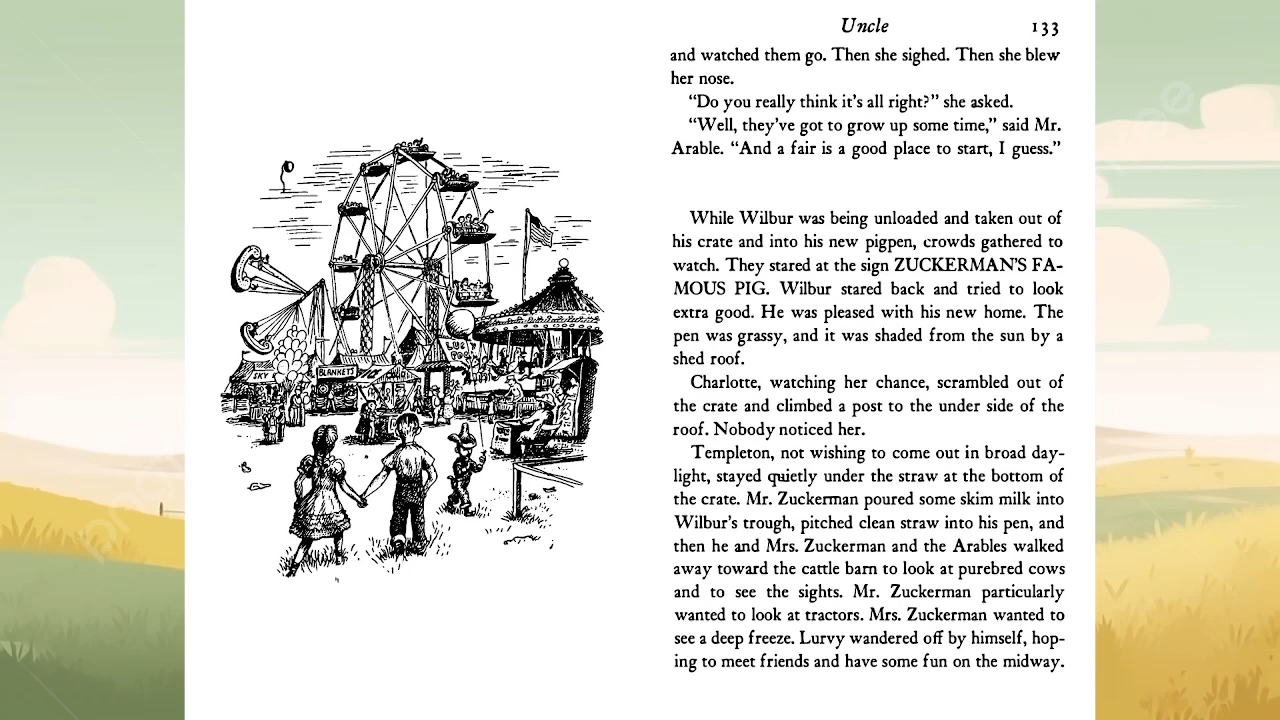 Uncle 133
and watched them go. Then she sighed. Then she blew
her nose.
“Do you really think it’s all right?” she asked.
“Well, they’ve got to grow up some time,” said Mr.
Arable. “And a fair is a good place to start, I guess.”
While Wilbur was being unloaded and taken out of
his crate and into his new pigpen, crowds gathered to
watch. They stared at the sign ZUCKERMAN’S FA-
MOUS PIG. Wilbur stared back and tried to look
extra good. He was pleased with his new home. The
pen was grassy, and it was shaded from the sun by a
shed roof.
Charlotte, watching her chance, scrambled out of
the crate and climbed a post to the under side of the
roof. Nobody noticed her.
Templeton, not wishing to come out in broad day-
light, stayed quietly under the straw at the bottom of
the crate. Mr. Zuckerman poured some skim milk into
Wilbur’s trough, pitched clean straw into his pen, and
then he and Mrs. Zuckerman and the Arables walked
away toward the cattle barn to look at purebred cows
and to see the sights. Mr. Zuckerman particularly
wanted to look at tractors. Mrs. Zuckerman wanted to
see a deep freeze. Lurvy wandered off by himself, hop-
ing to meet friends and have some fun on the midway.
SKY
BLANKETS